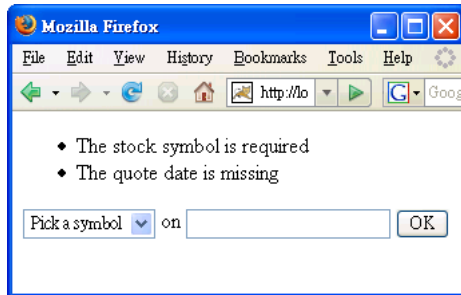 Mozilla Firefox
File Edit View History Bookmarks Tools Help
http://lo G Goog
The stock symbol is required
The quote date is missing
Pick a symbol on OK